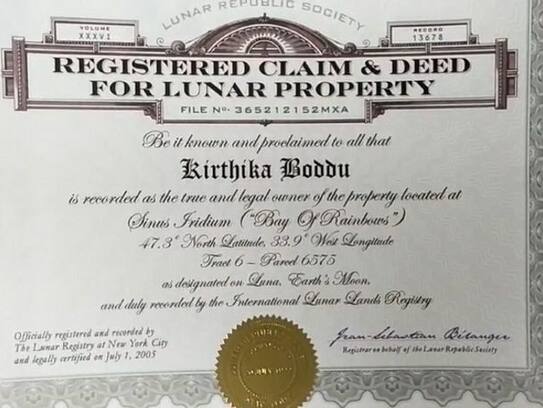 LUNAR REPUBLIC SOCIETY
VOLUME
XXXVI
RECORD
13678
REGISTERED CLAIM & DEED
FOR LUNAR PROPERTY
FILE No. 365212152MXA
Be it known and proclaimed to all that
Kirthika Boddu
is recorded as the true and legal owner of the property located at
Sinus Iridium ("Bay Of Rainbows")
47.3° North Latitude, 33.9° West Longitude
Tract 6 – Parcel 6575
as designated on Luna, Earth's Moon,
and duly recorded by the International Lunar Lands Registry
Officially registered and recorded by
The Lunar Registry at New York City
and legally certified on July 1, 2005
Jean-Sebastian Bélanger
Registrar on behalf of the Lunar Republic Society